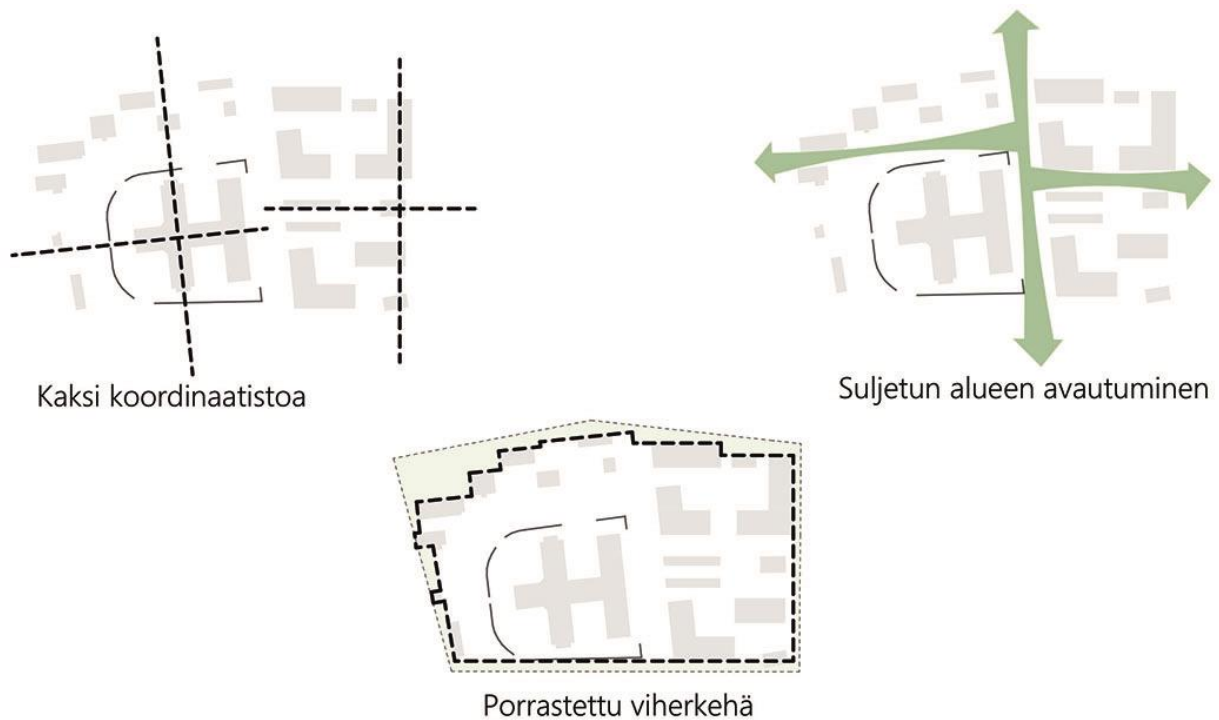 Kaksi koordinaatistoa
Suljetun alueen avautuminen
Porrastettu viherkehä